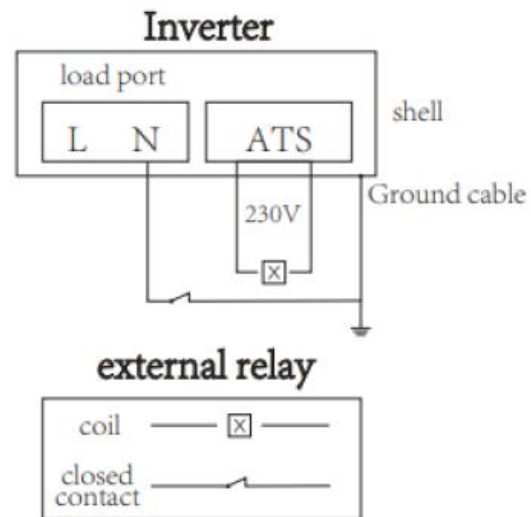 Inverter
load port
L N
ATS
shell
230V
Ground cable
X
external relay
coil
X
closed
contact